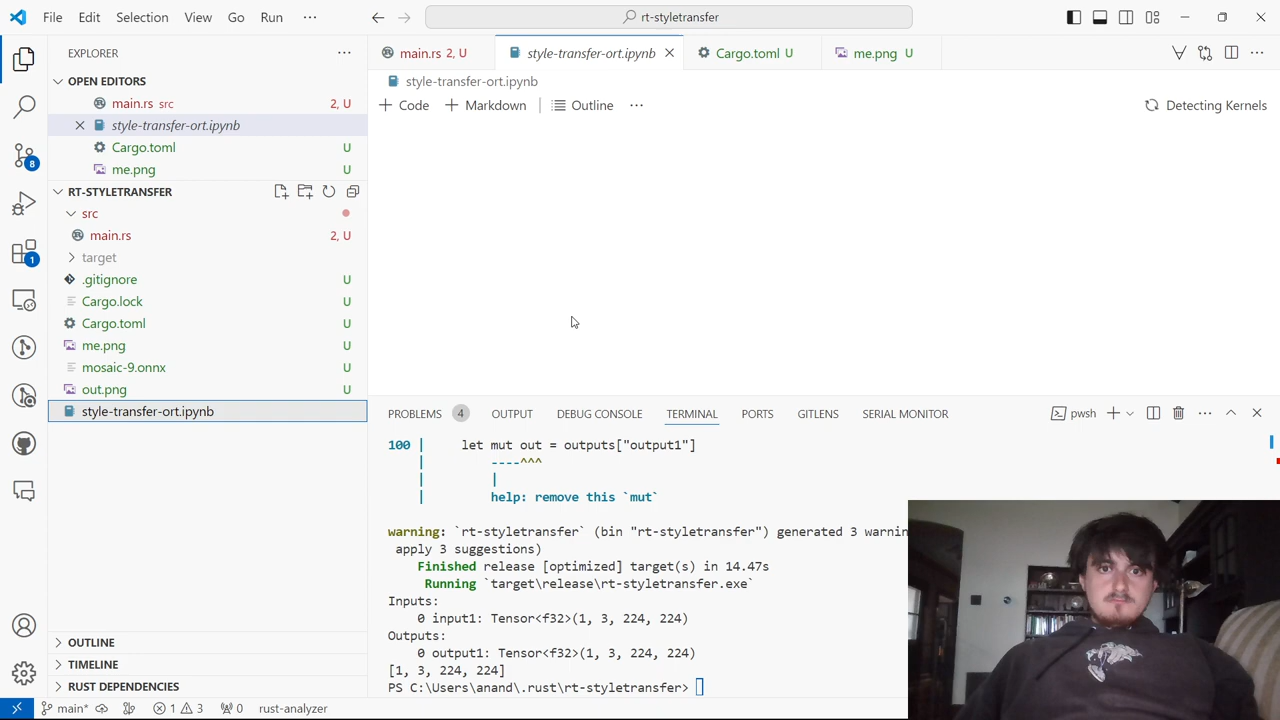 File Edit Selection View Go Run ··· rt-styletransfer
EXPLORER ···
OPEN EDITORS
main.rs src 2, U
style-transfer-ort.ipynb
Cargo.toml U
me.png U
RT-STYLETRANSFER
src
main.rs 2, U
target
.gitignore U
Cargo.lock U
Cargo.toml U
me.png U
mosaic-9.onnx U
out.png U
style-transfer-ort.ipynb
OUTLINE
TIMELINE
RUST DEPENDENCIES
8
1
main.rs 2, U style-transfer-ort.ipynb Cargo.toml U me.png U
style-transfer-ort.ipynb
+ Code + Markdown Outline ··· Detecting Kernels
PROBLEMS 4 OUTPUT DEBUG CONSOLE TERMINAL PORTS GITLENS SERIAL MONITOR pwsh
100 | let mut out = outputs["output1"]
| ----^^^
| |
| help: remove this `mut`
warning: `rt-styletransfer` (bin "rt-styletransfer") generated 3 warnin
apply 3 suggestions)
Finished release [optimized] target(s) in 14.47s
Running `target\release\rt-styletransfer.exe`
Inputs:
0 input1: Tensor<f32>(1, 3, 224, 224)
Outputs:
0 output1: Tensor<f32>(1, 3, 224, 224)
[1, 3, 224, 224]
PS C:\Users\anand\.rust\rt-styletransfer>
main* 1 3 0 rust-analyzer